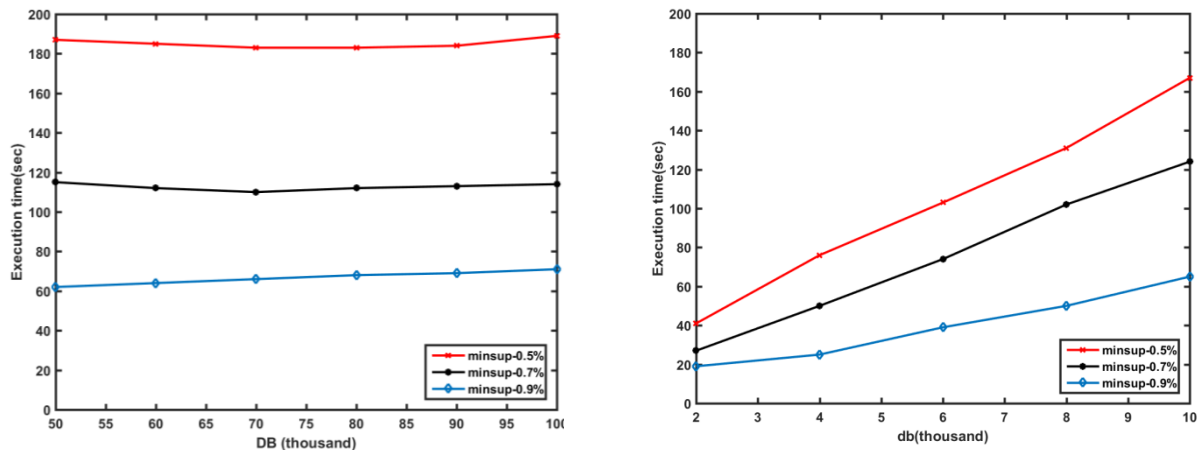 200
180
160
140
120
100
80
60
40
20
0
Execution time(sec)
minsup-0.5%
minsup-0.7%
minsup-0.9%
50 55 60 65 70 75 80 85 90 95 100
DB (thousand)
200
180
160
140
120
100
80
60
40
20
0
Execution time(sec)
minsup-0.5%
minsup-0.7%
minsup-0.9%
2 3 4 5 6 7 8 9 10
db(thousand)